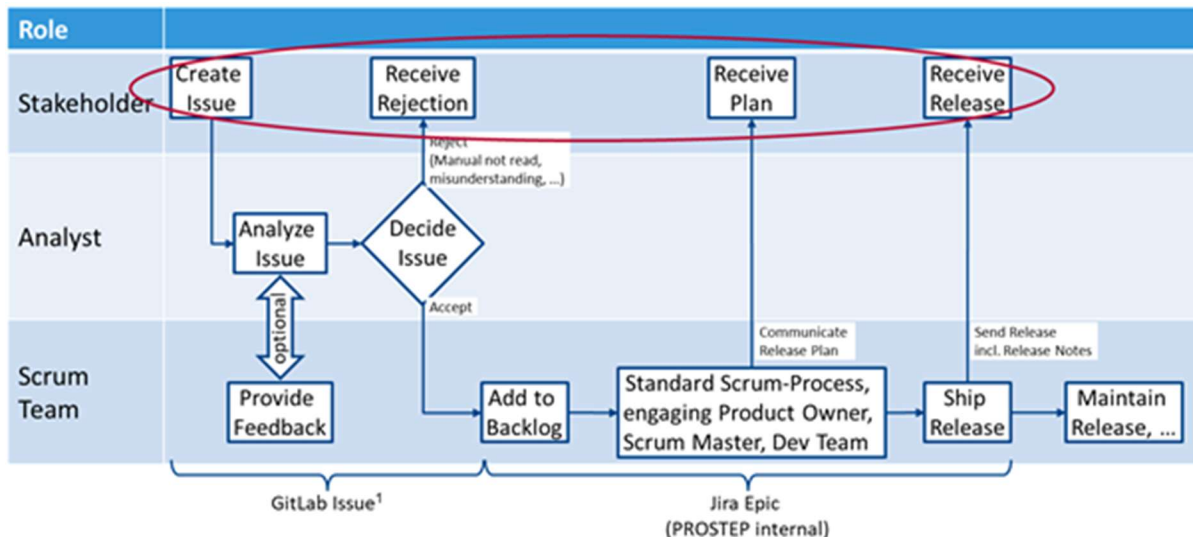 Role
Stakeholder
Create
Issue
Receive
Rejection
Receive
Plan
Receive
Release
Reject
(Manual not read,
misunderstanding, ...)
Analyst
Analyze
Issue
Decide
Issue
optional
Accept
Communicate
Release Plan
Send Release
incl. Release Notes
Scrum
Team
Provide
Feedback
Add to
Backlog
Standard Scrum-Process,
engaging Product Owner,
Scrum Master, Dev Team
Ship
Release
Maintain
Release, ...
GitLab Issue¹
Jira Epic
(PROSTEP internal)